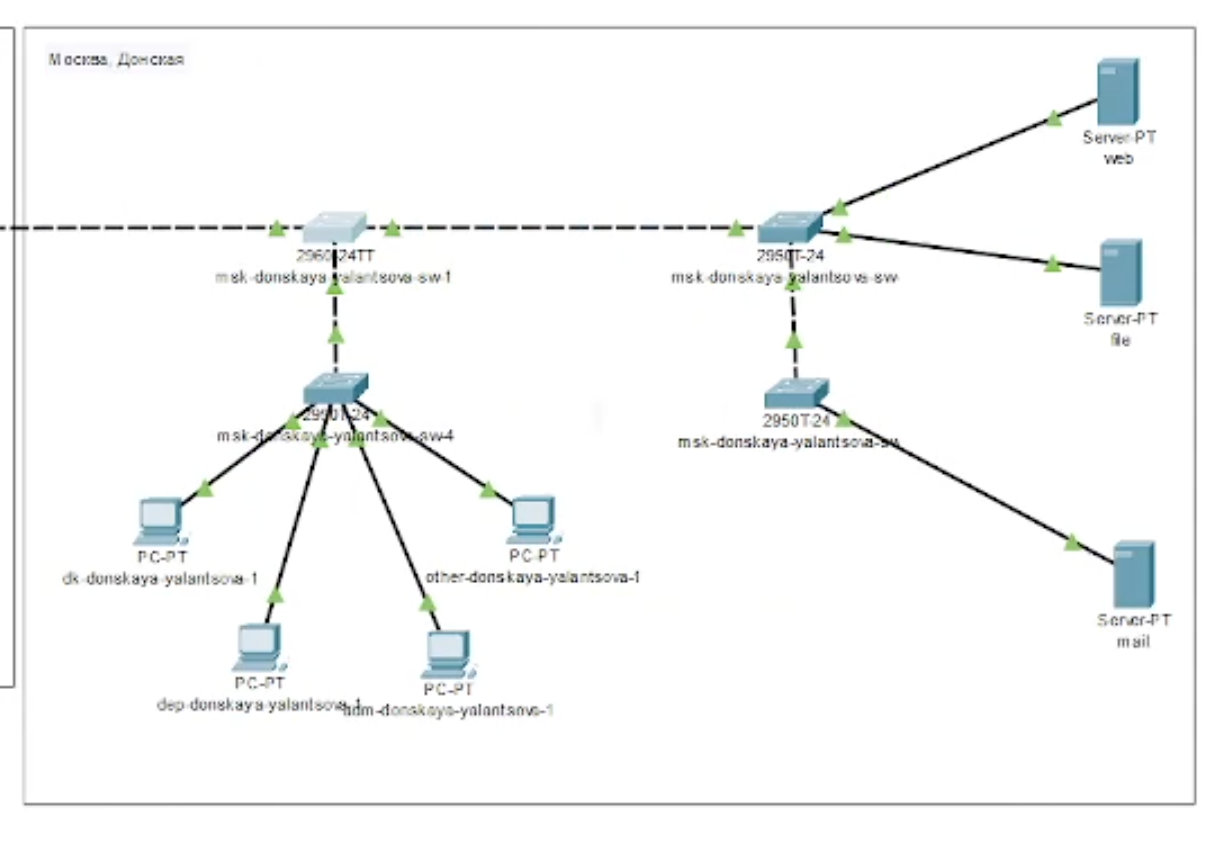 Москва, Донская
Server-PT
web
2960-24TT
msk-donskaya-yalantsova-sw-1
2950T-24
msk-donskaya-yalantsova-sw-
Server-PT
file
2950T-24
msk-donskaya-yalantsova-sw-4
2950T-24
msk-donskaya-yalantsova-sw-
PC-PT
dk-donskaya-yalantsova-1
PC-PT
other-donskaya-yalantsova-1
Server-PT
mail
PC-PT
dep-donskaya-yalantsova-1
PC-PT
adm-donskaya-yalantsova-1